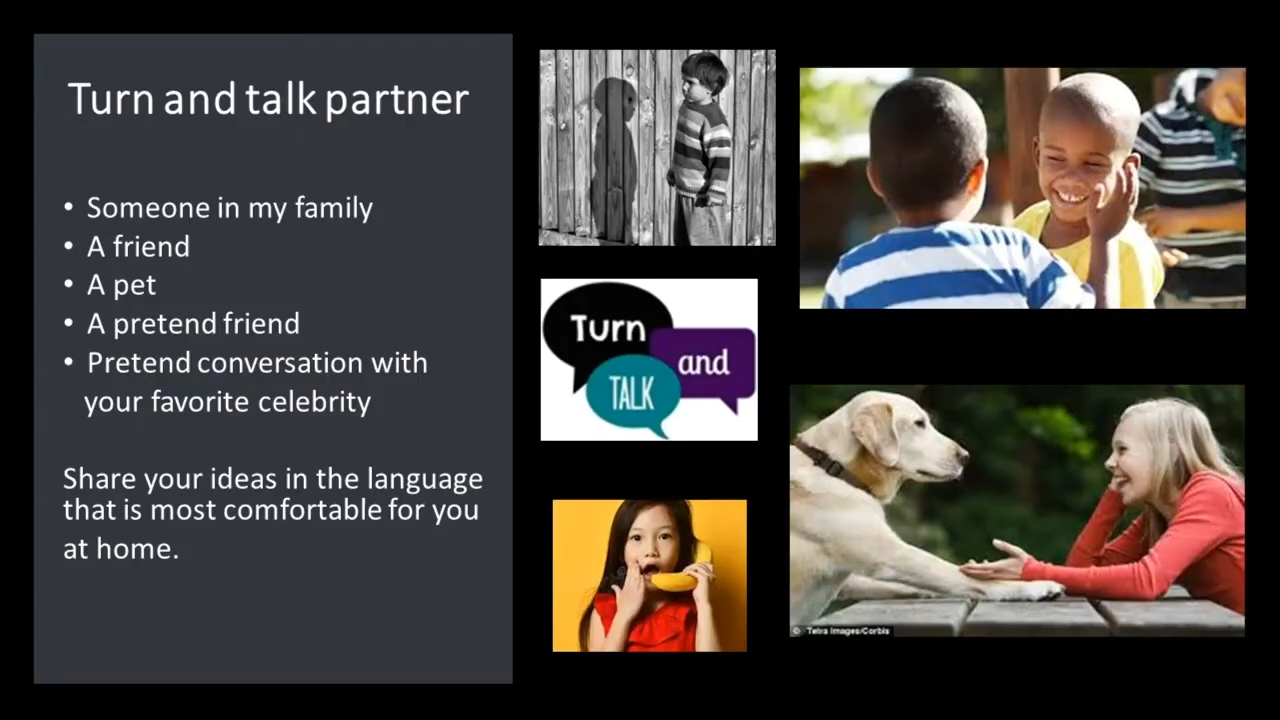 Turn and talk partner
• Someone in my family
• A friend
• A pet
• A pretend friend
• Pretend conversation with
your favorite celebrity
Share your ideas in the language
that is most comfortable for you
at home.
Turn
and
TALK
© Tetra Images/Corbis